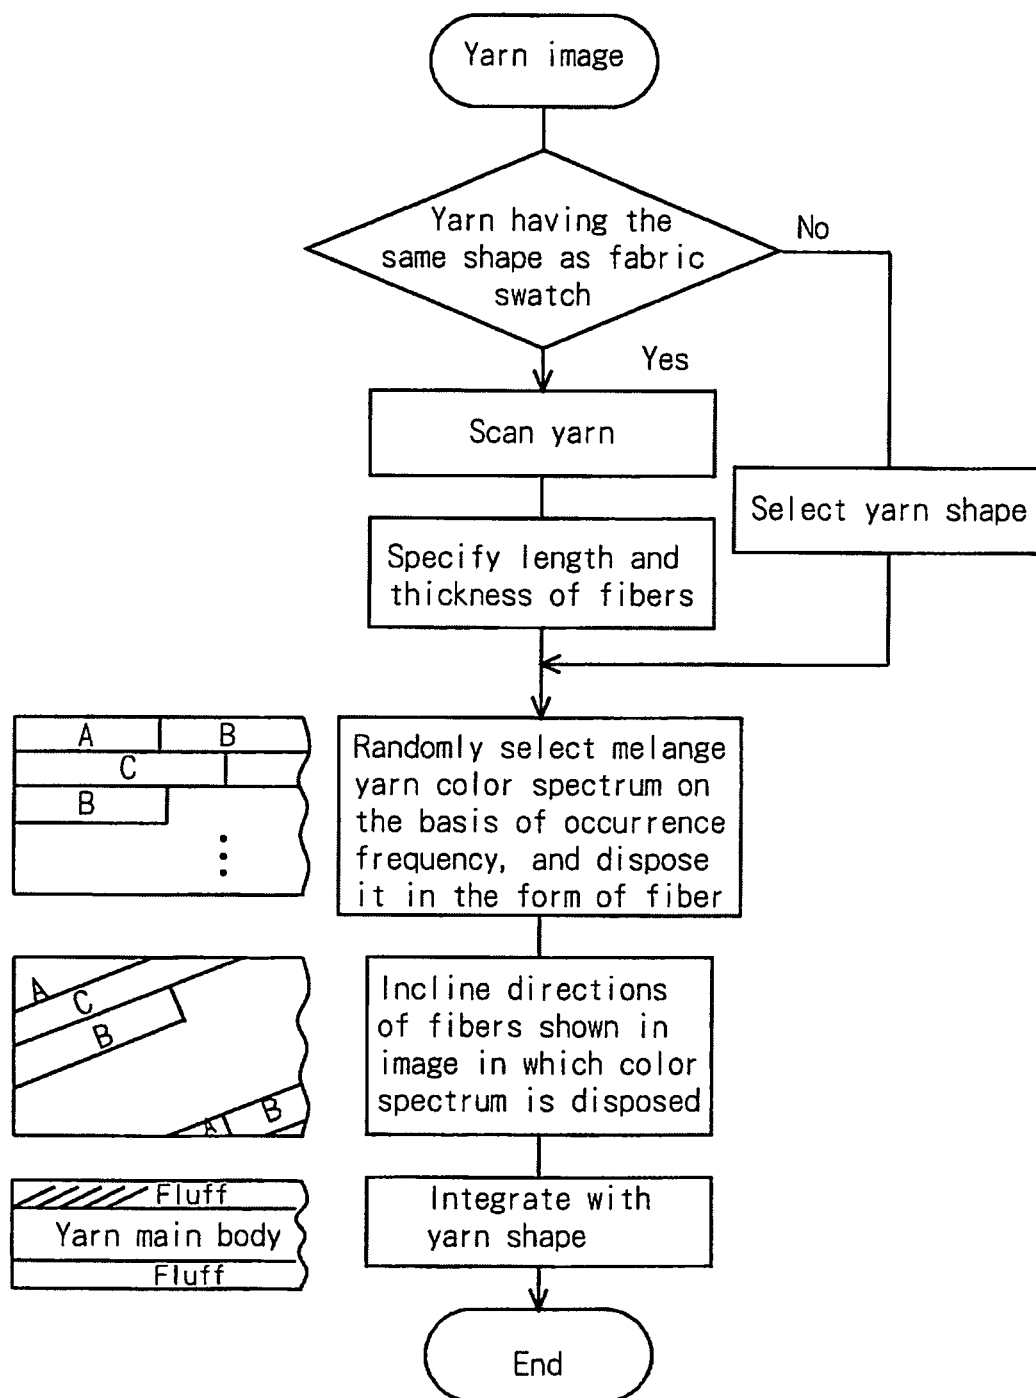 Yarn image
Yarn having the
same shape as fabric
swatch
No
Yes
Scan yarn
Select yarn shape
Specify length and
thickness of fibers
A
B
C
B
Randomly select melange
yarn color spectrum on
the basis of occurrence
frequency, and dispose
it in the form of fiber
A
C
B
A
B
Incline directions
of fibers shown in
image in which color
spectrum is disposed
Fluff
Yarn main body
Fluff
Integrate with
yarn shape
End